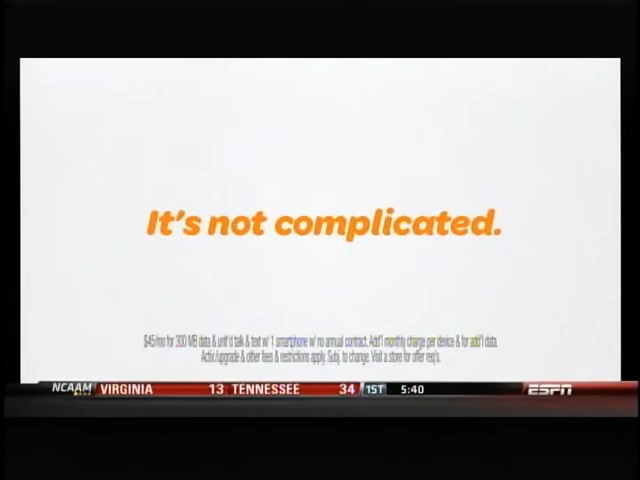 It's not complicated.
$45/mo for 300 MB data & unlt'd talk & text w/ 1 smartphone w/ no annual contract. Add'l monthly charge per device & for add'l data.
Activ./upgrade & other fees & restrictions apply. Subj. to change. Visit a store for offer req's.
NCAAM VIRGINIA 13 TENNESSEE 34 1ST 5:40 ESPN